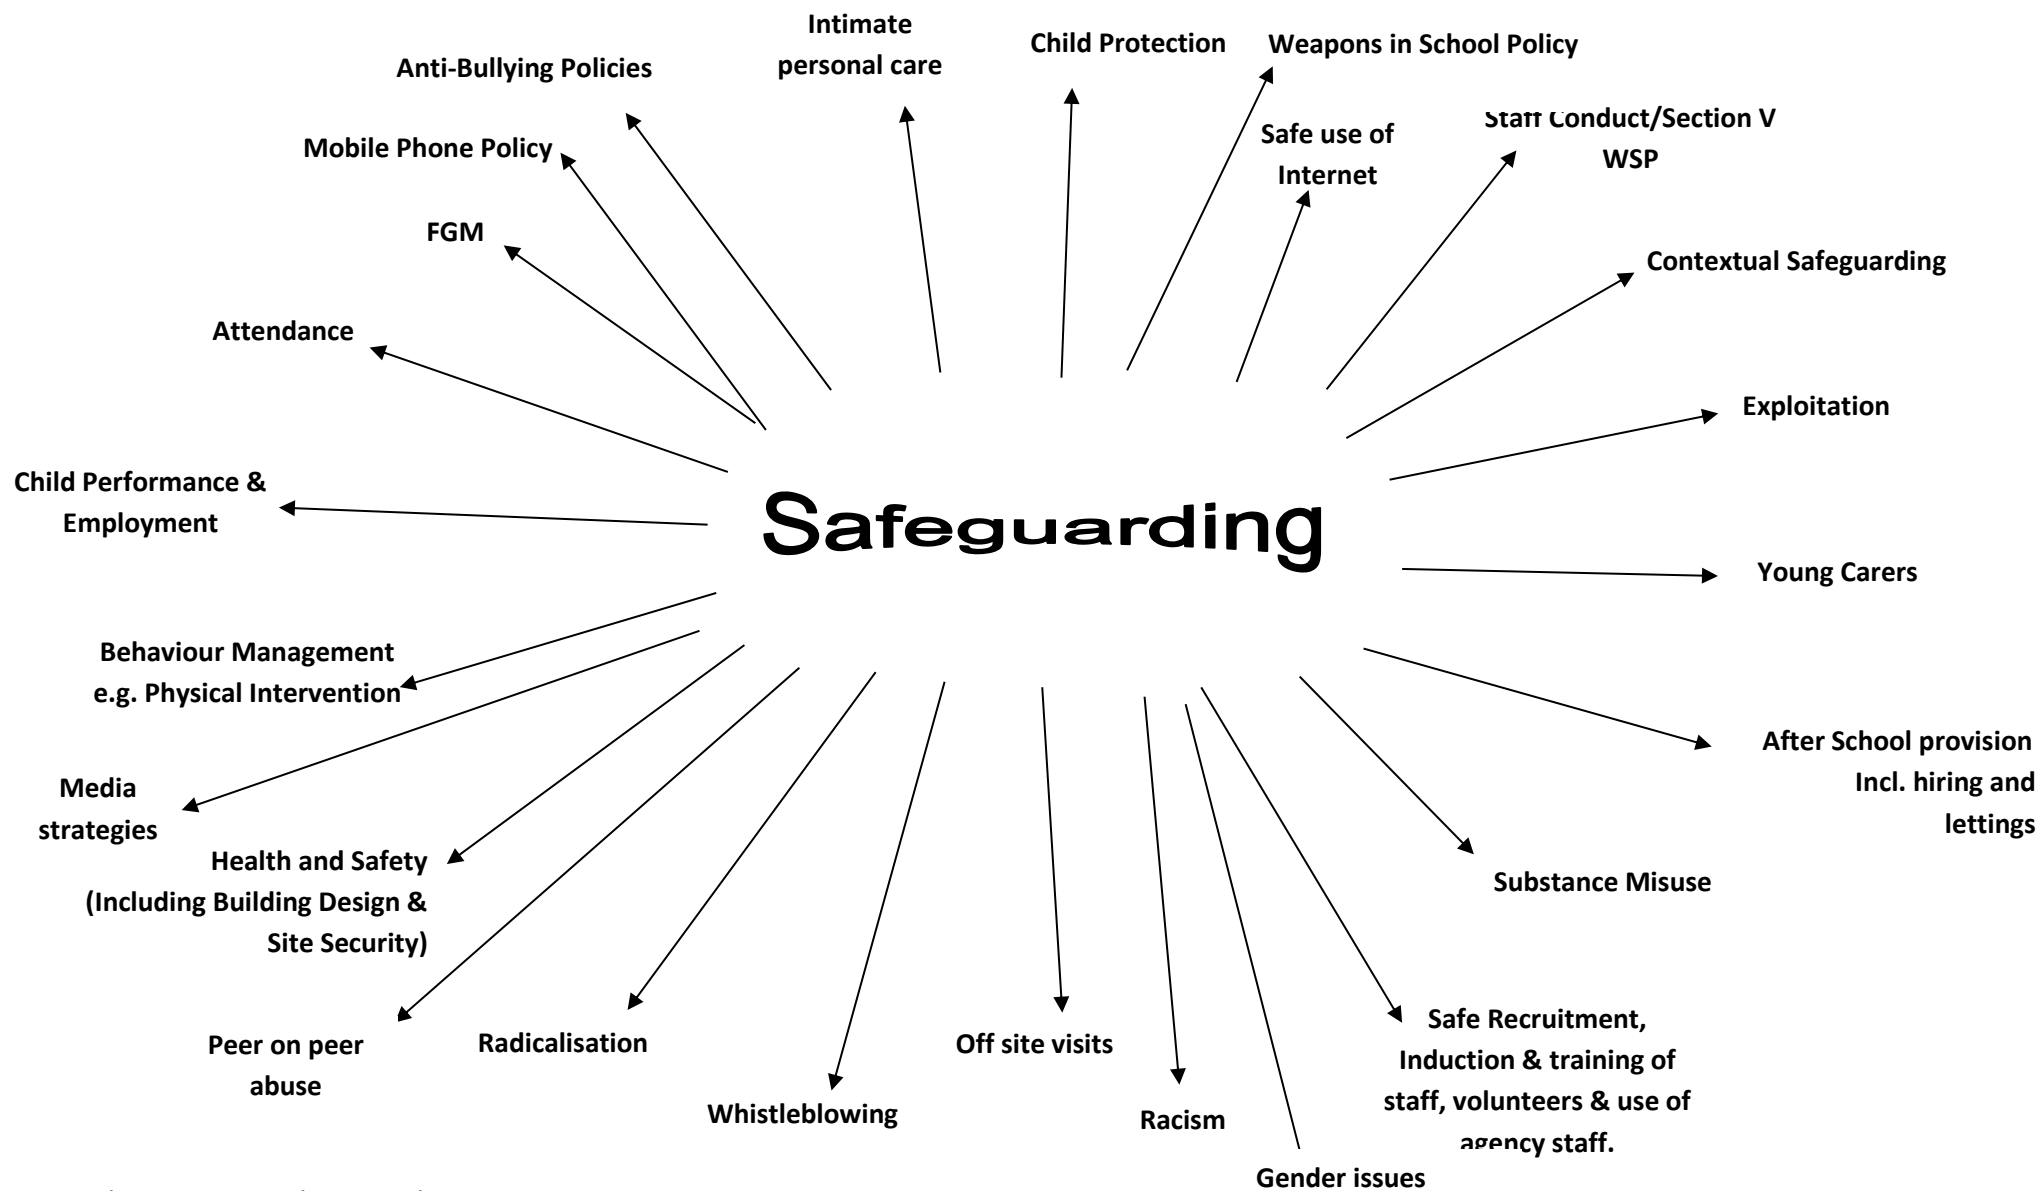 Intimate
personal care
Child Protection
Weapons in School Policy
Anti-Bullying Policies
Staff Conduct/Section V
WSP
Safe use of
Internet
Mobile Phone Policy
FGM
Contextual Safeguarding
Attendance
Exploitation
Child Performance &
Employment
Safeguarding
Young Carers
Behaviour Management
e.g. Physical Intervention
After School provision
Incl. hiring and
lettings
Media
strategies
Health and Safety
(Including Building Design &
Site Security)
Substance Misuse
Peer on peer
abuse
Radicalisation
Off site visits
Safe Recruitment,
Induction & training of
staff, volunteers & use of
agency staff.
Whistleblowing
Racism
Gender issues